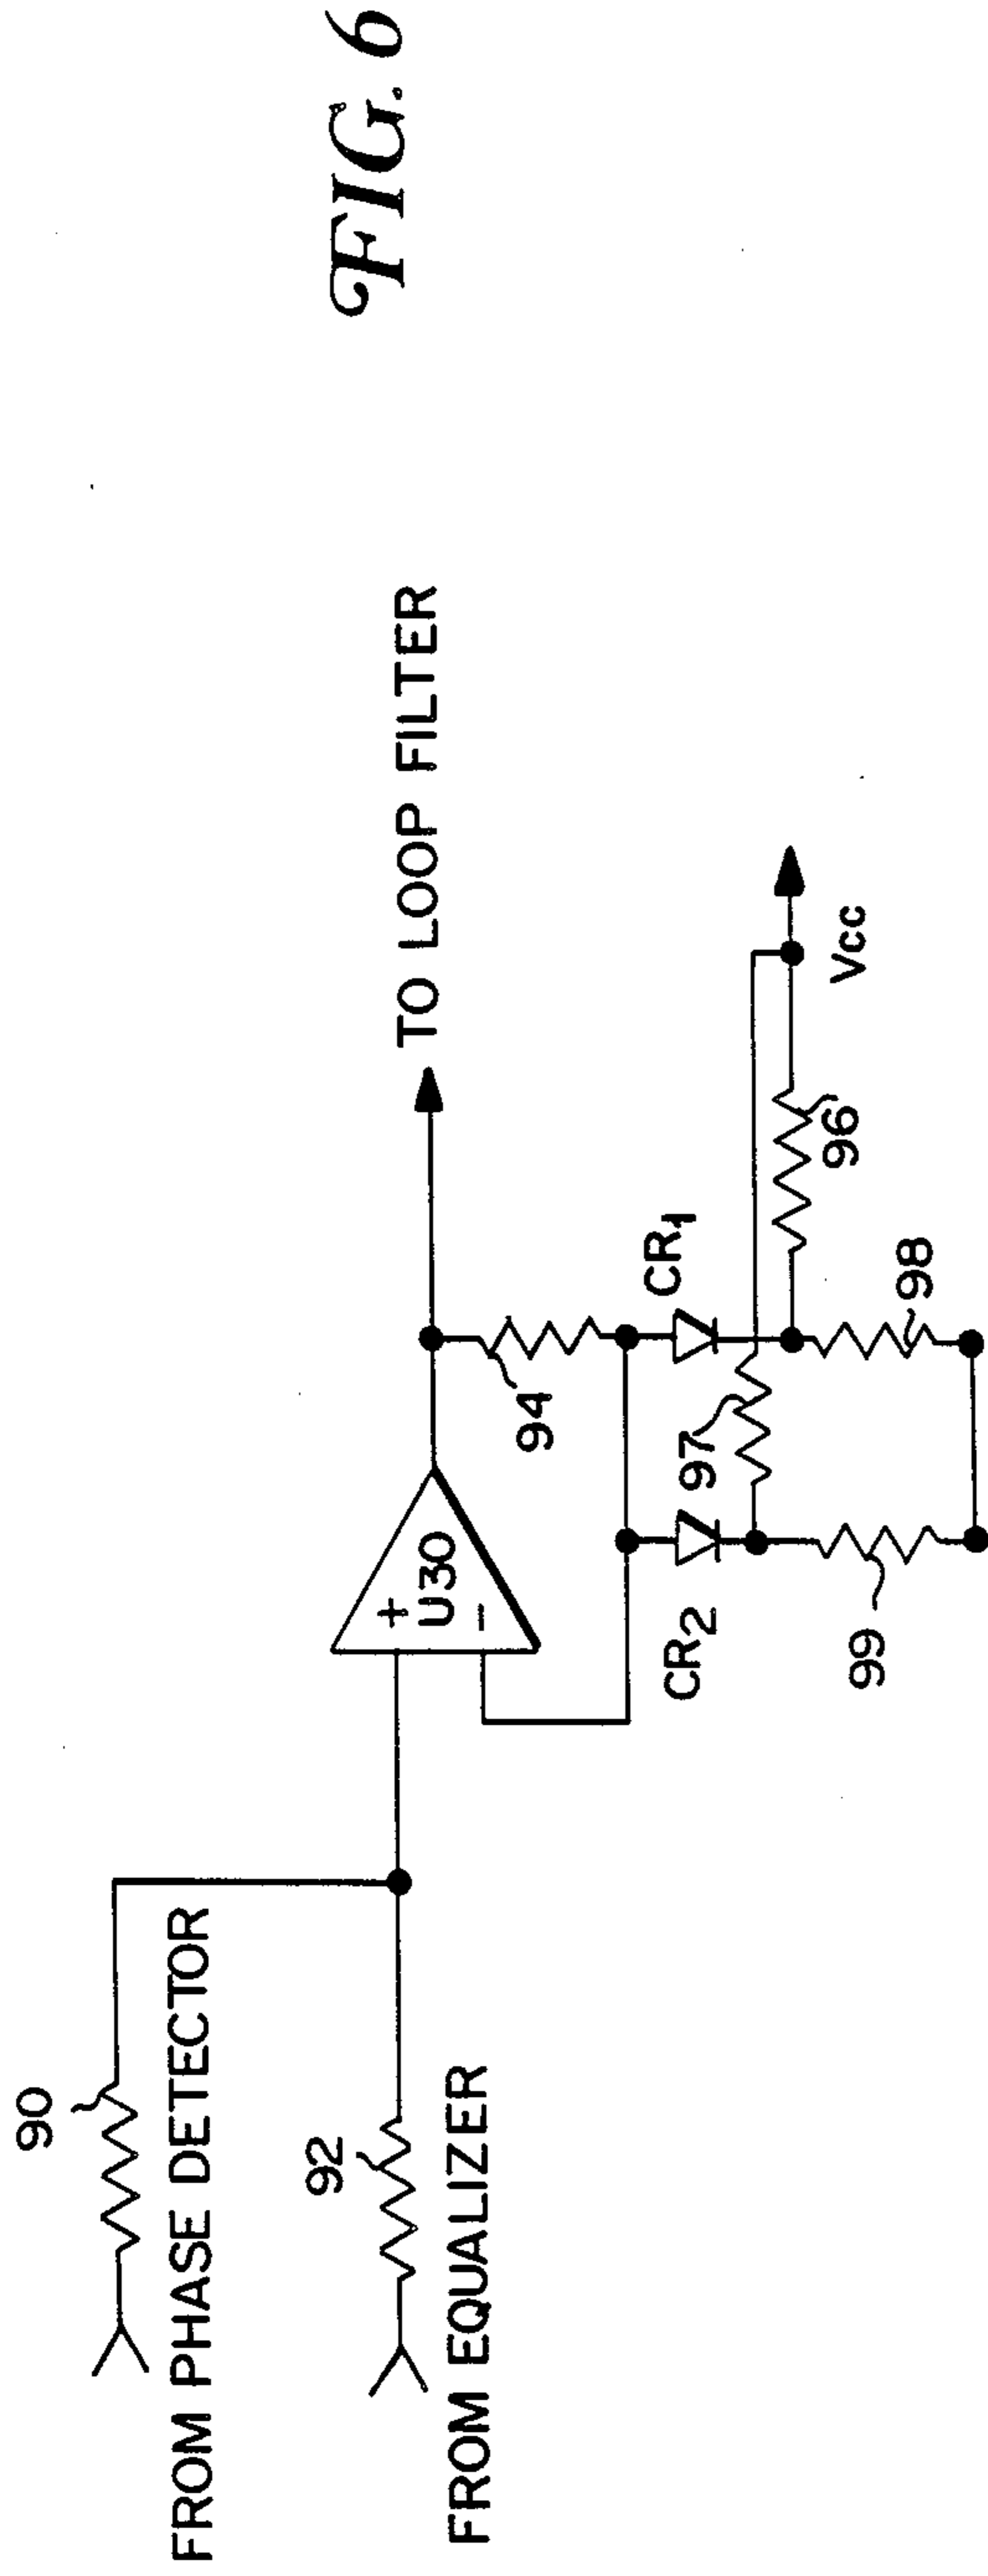 FIG. 6
90
FROM PHASE DETECTOR
92
FROM EQUALIZER
+
U30
−
TO LOOP FILTER
94
CR2
CR1
97
96
Vcc
99
98